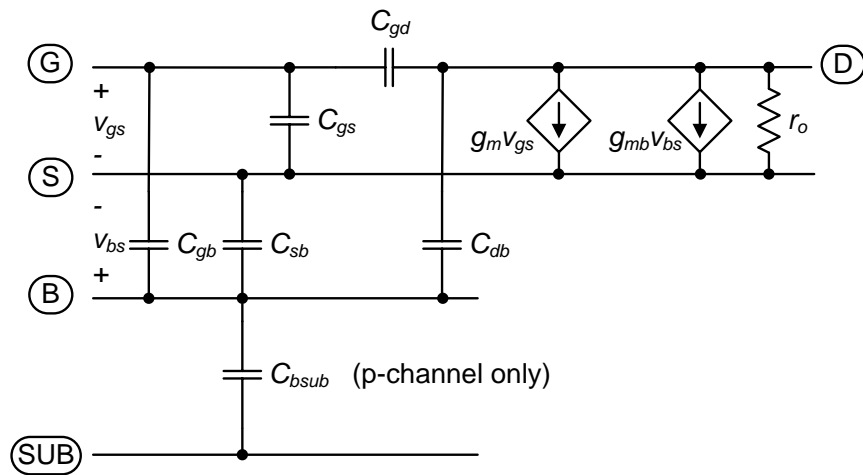 C_gd
G
D
+
v_gs
-
C_gs
g_m v_gs
g_mb v_bs
r_o
S
-
v_bs
+
C_gb
C_sb
C_db
B
C_bsub (p-channel only)
SUB